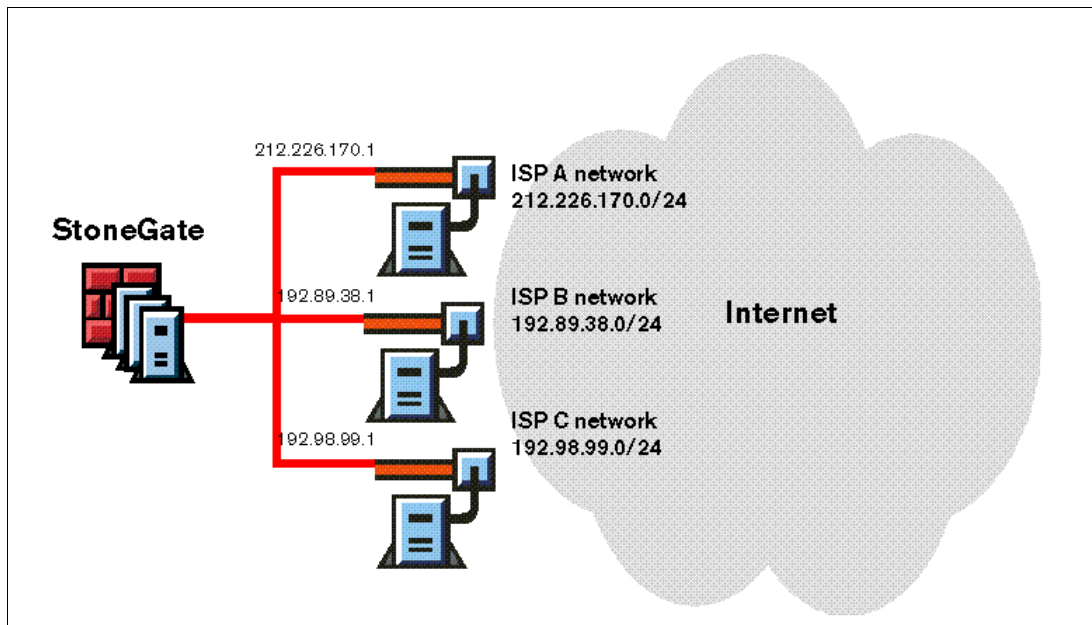 212.226.170.1
ISP A network
212.226.170.0/24
StoneGate
192.89.38.1
ISP B network
192.89.38.0/24
Internet
192.98.99.1
ISP C network
192.98.99.0/24